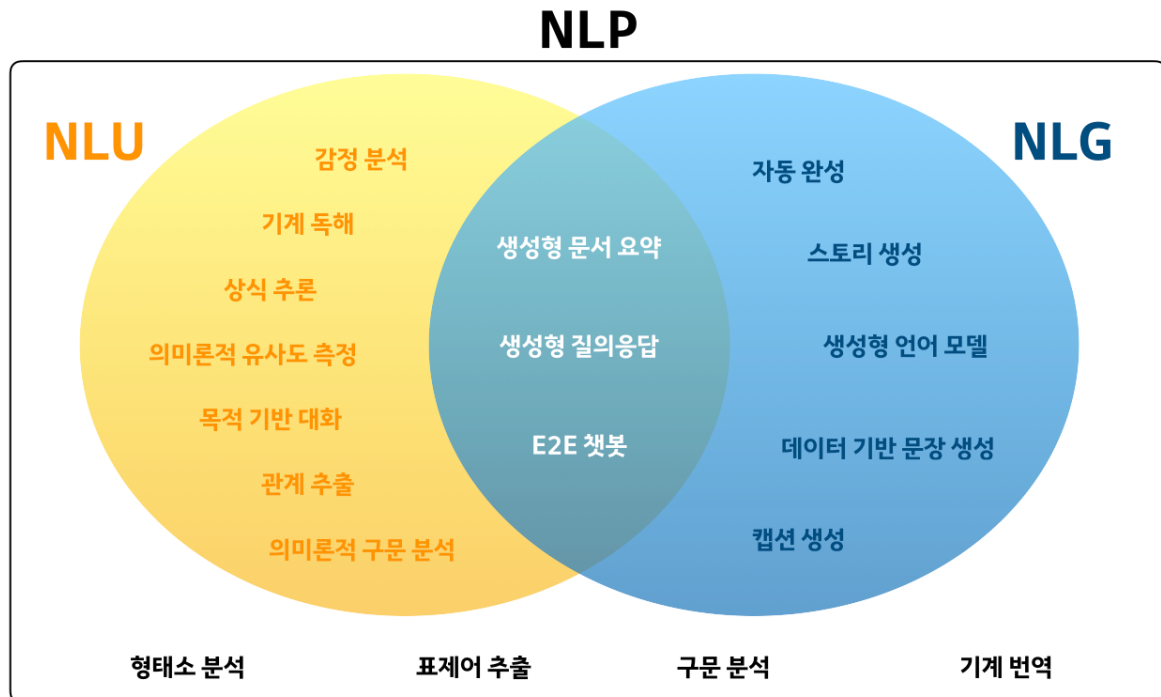 NLP
NLU
감정 분석
기계 독해
상식 추론
의미론적 유사도 측정
목적 기반 대화
관계 추출
의미론적 구문 분석
생성형 문서 요약
생성형 질의응답
E2E 챗봇
NLG
자동 완성
스토리 생성
생성형 언어 모델
데이터 기반 문장 생성
캡션 생성
형태소 분석
표제어 추출
구문 분석
기계 번역